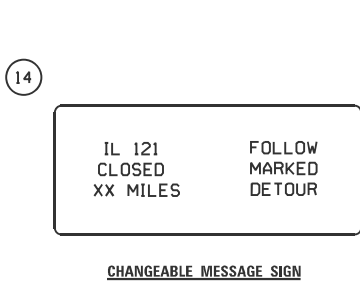 14
IL 121 FOLLOW
CLOSED MARKED
XX MILES DETOUR
CHANGEABLE MESSAGE SIGN